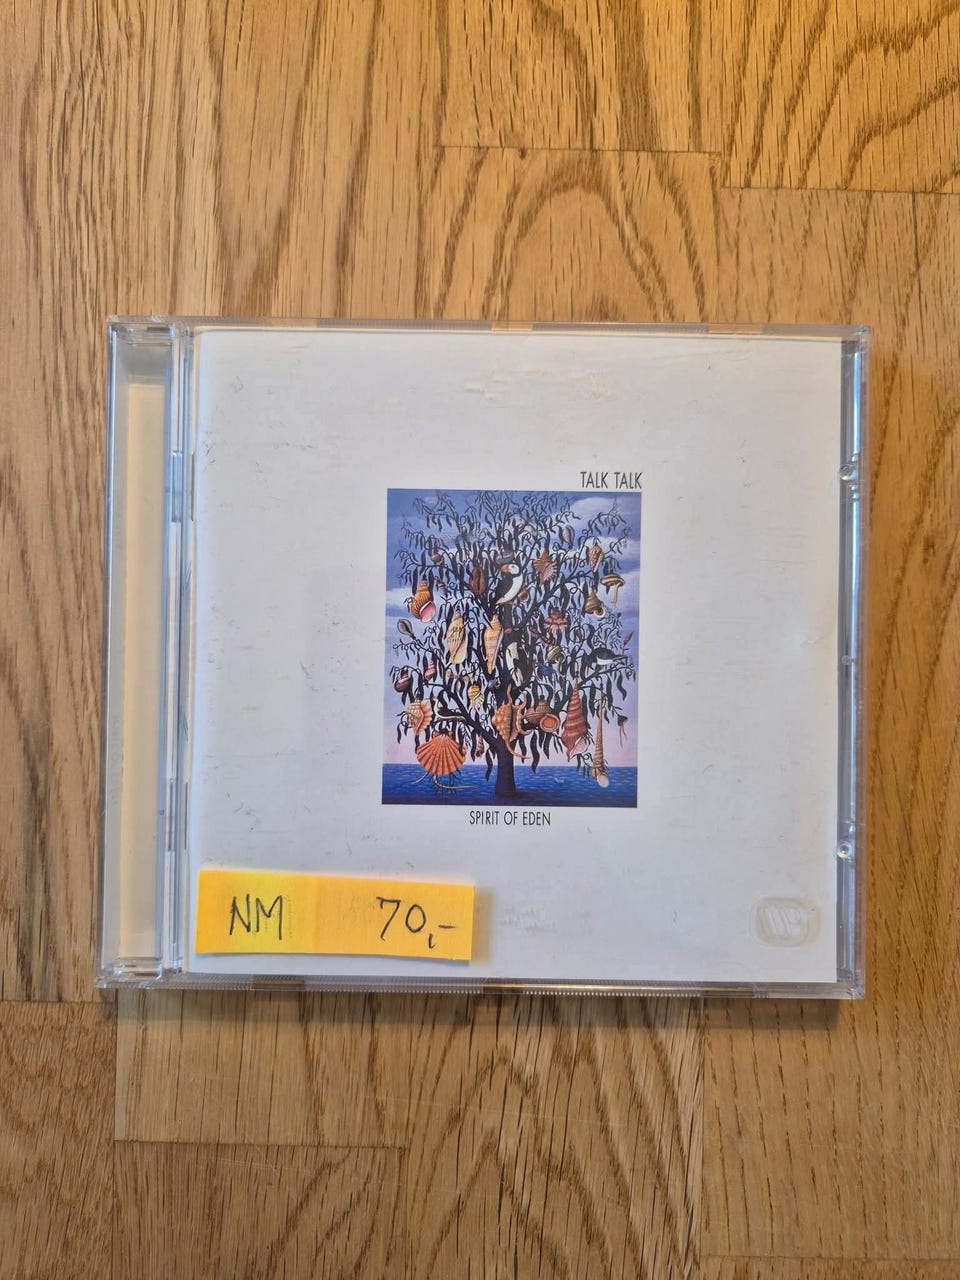 TALK TALK
SPIRIT OF EDEN
NM 70,-